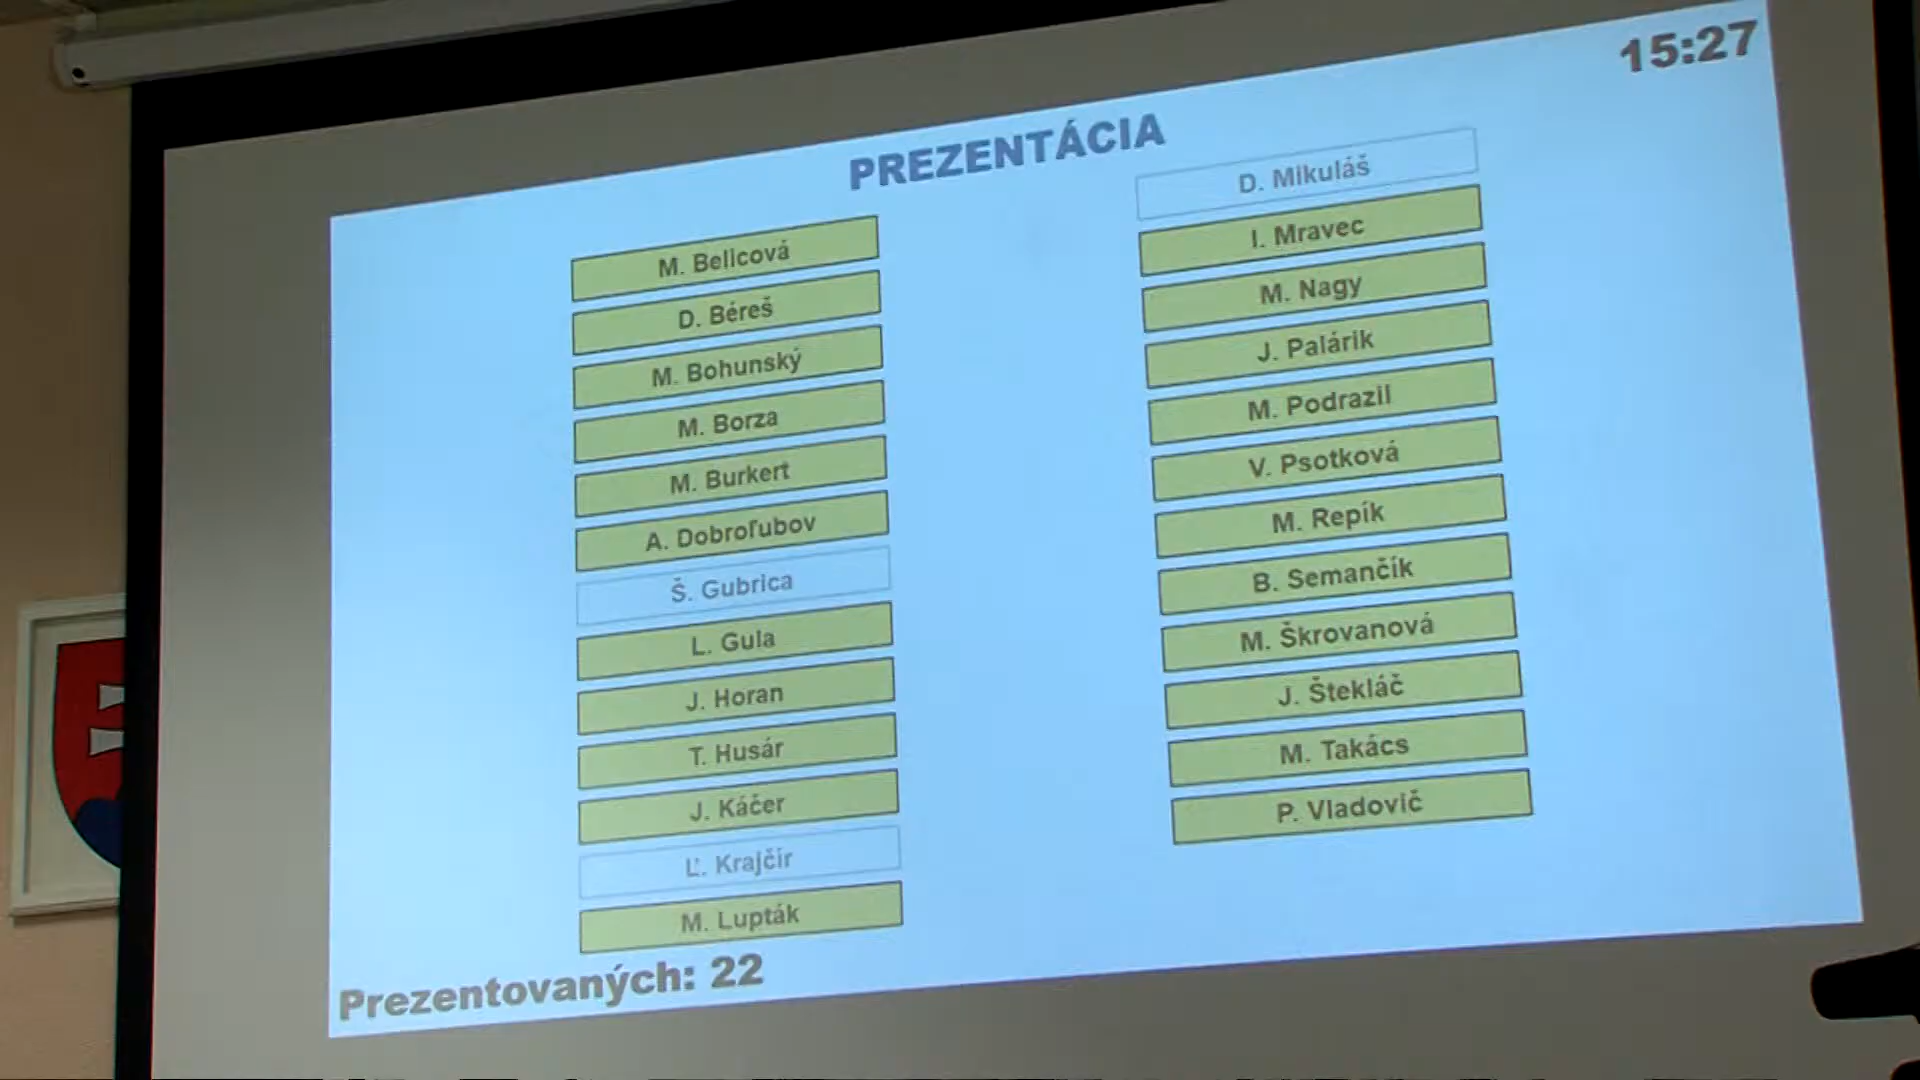 15:27
PREZENTÁCIA
M. Belicová
D. Béreš
M. Bohunský
M. Borza
M. Burkert
A. Dobroľubov
Š. Gubrica
L. Gula
J. Horan
T. Husár
J. Káčer
Ľ. Krajčír
M. Lupták
D. Mikuláš
I. Mravec
M. Nagy
J. Palárik
M. Podrazil
V. Psotková
M. Repík
B. Semančík
M. Škrovanová
J. Štekláč
M. Takács
P. Vladovič
Prezentovaných: 22